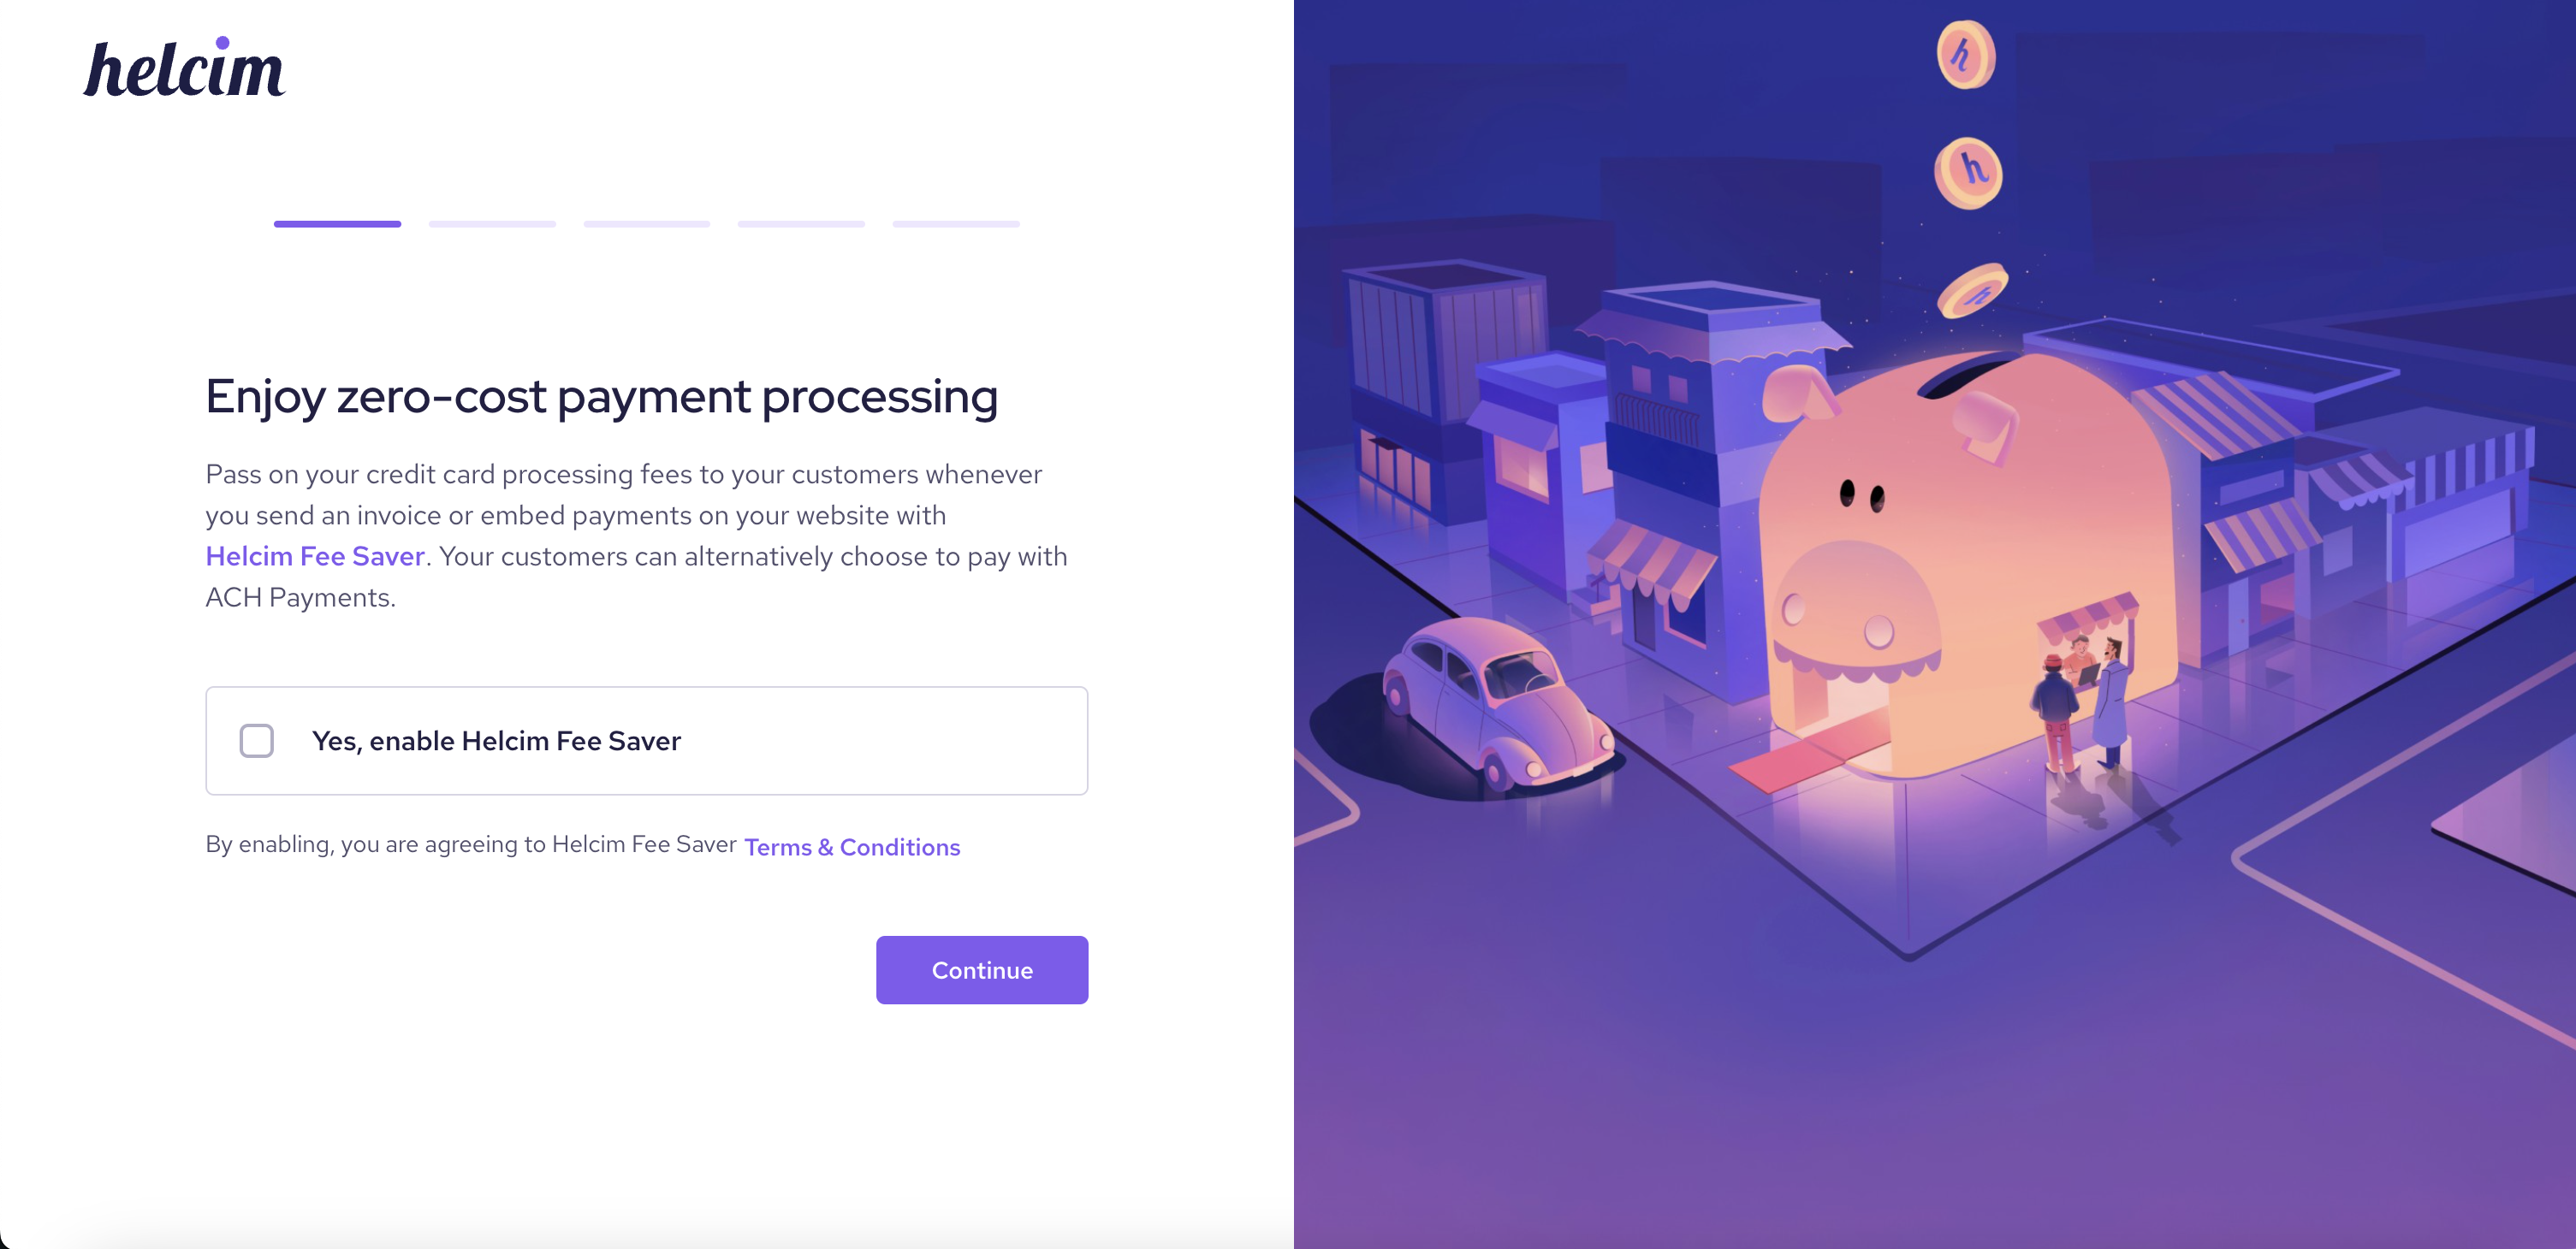 helcim
Enjoy zero-cost payment processing
Pass on your credit card processing fees to your customers whenever
you send an invoice or embed payments on your website with
Helcim Fee Saver. Your customers can alternatively choose to pay with
ACH Payments.
Yes, enable Helcim Fee Saver
By enabling, you are agreeing to Helcim Fee Saver Terms & Conditions
Continue
h
h
h